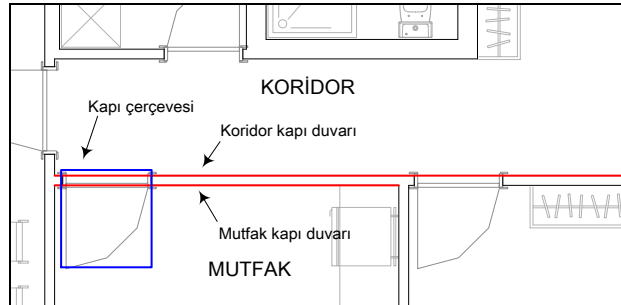 KORİDOR
Kapı çerçevesi
Koridor kapı duvarı
Mutfak kapı duvarı
MUTFAK